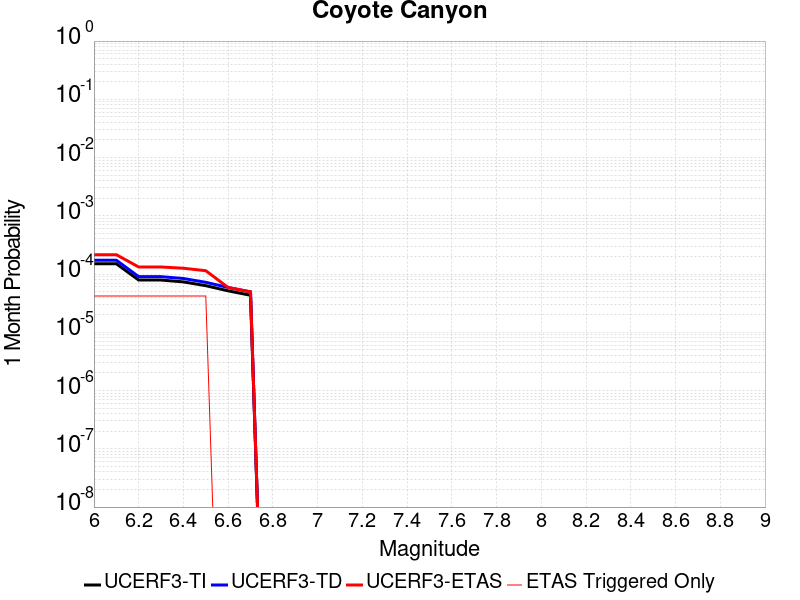 Coyote Canyon
10^0
10^-1
10^-2
10^-3
10^-4
10^-5
10^-6
10^-7
10^-8
1 Month Probability
6 6.2 6.4 6.6 6.8 7 7.2 7.4 7.6 7.8 8 8.2 8.4 8.6 8.8 9
Magnitude
UCERF3-TI UCERF3-TD UCERF3-ETAS ETAS Triggered Only